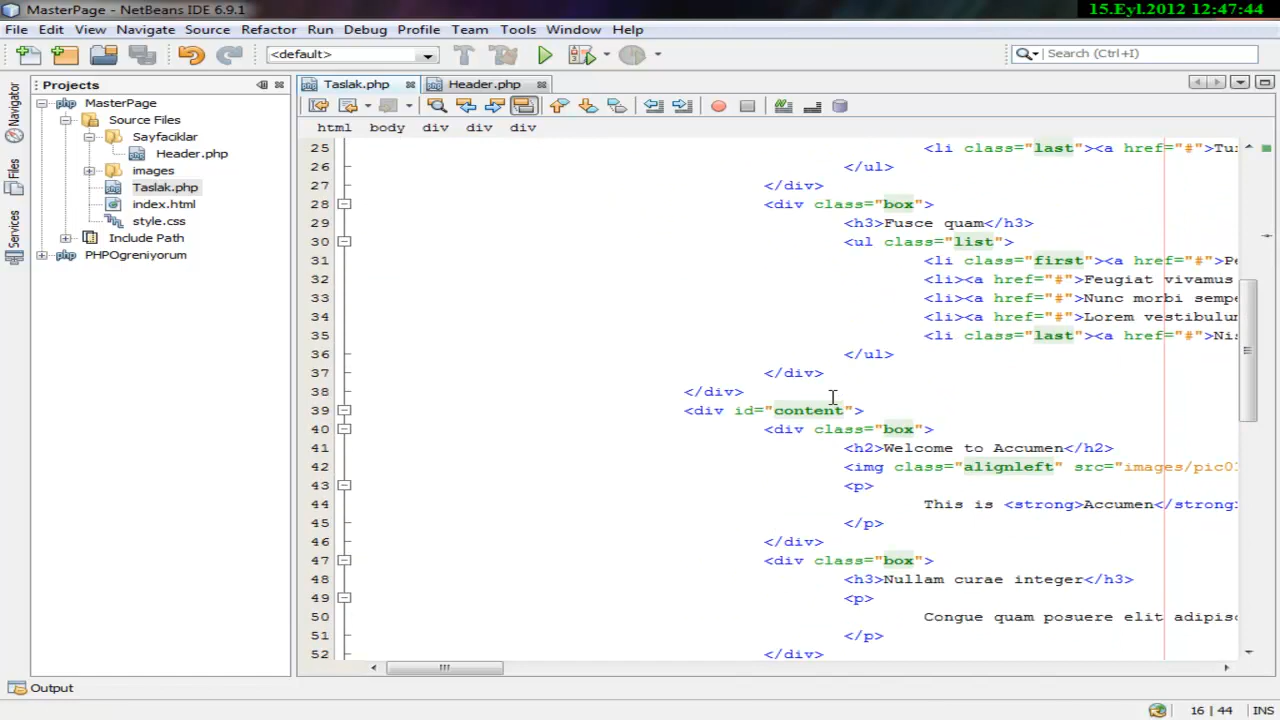 MasterPage - NetBeans IDE 6.9.1
15.Eyl.2012 12:47:44
File Edit View Navigate Source Refactor Run Debug Profile Team Tools Window Help
<default>
Search (Ctrl+I)
Projects
Taslak.php Header.php
html body div div div
Navigator
Files
Services
MasterPage
Source Files
Sayfaciklar
Header.php
images
Taslak.php
index.html
style.css
Include Path
PHPOgreniyorum
25 <li class="last"><a href="#">Tu
26 </ul>
27 </div>
28 <div class="box">
29 <h3>Fusce quam</h3>
30 <ul class="list">
31 <li class="first"><a href="#">Pe
32 <li><a href="#">Feugiat vivamus
33 <li><a href="#">Nunc morbi sempe
34 <li><a href="#">Lorem vestibulum
35 <li class="last"><a href="#">Ni
36 </ul>
37 </div>
38 </div>
39 <div id="content">
40 <div class="box">
41 <h2>Welcome to Accumen</h2>
42 <img class="alignleft" src="images/pic0
43 <p>
44 This is <strong>Accumen</strong>
45 </p>
46 </div>
47 <div class="box">
48 <h3>Nullam curae integer</h3>
49 <p>
50 Congue quam posuere elit adipisc
51 </p>
52 </div>
Output
16 | 44 INS